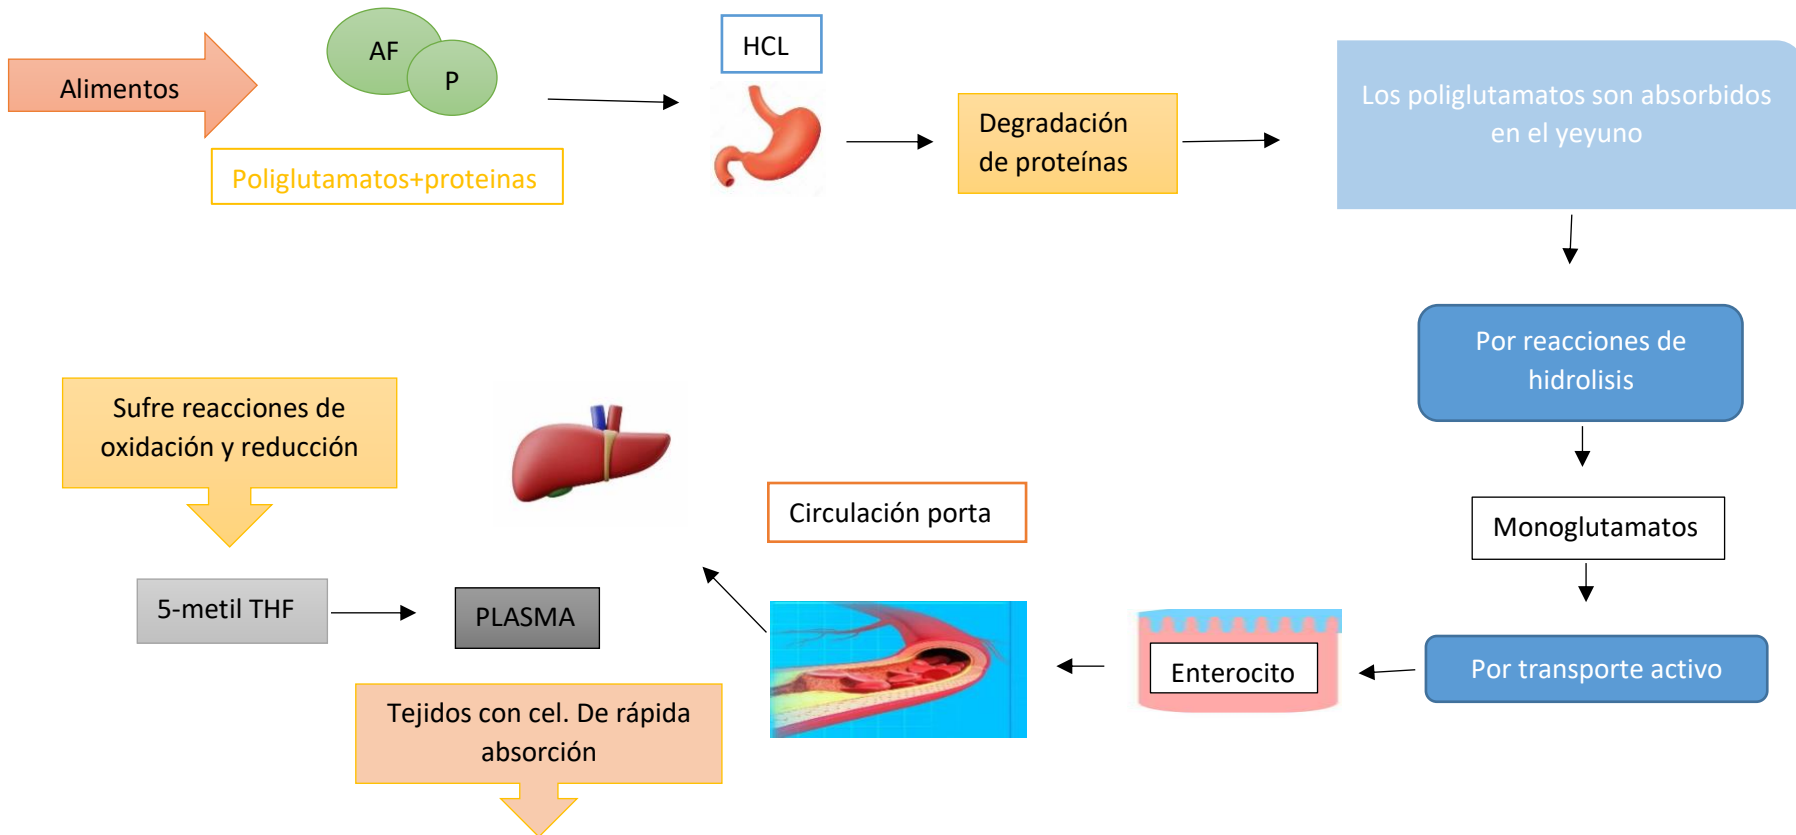 Alimentos
AF
P
Poliglutamatos+proteinas
HCL
Degradación
de proteínas
Los poliglutamatos son absorbidos
en el yeyuno
Por reacciones de
hidrolisis
Monoglutamatos
Por transporte activo
Enterocito
Circulación porta
Sufre reacciones de
oxidación y reducción
5-metil THF
PLASMA
Tejidos con cel. De rápida
absorción